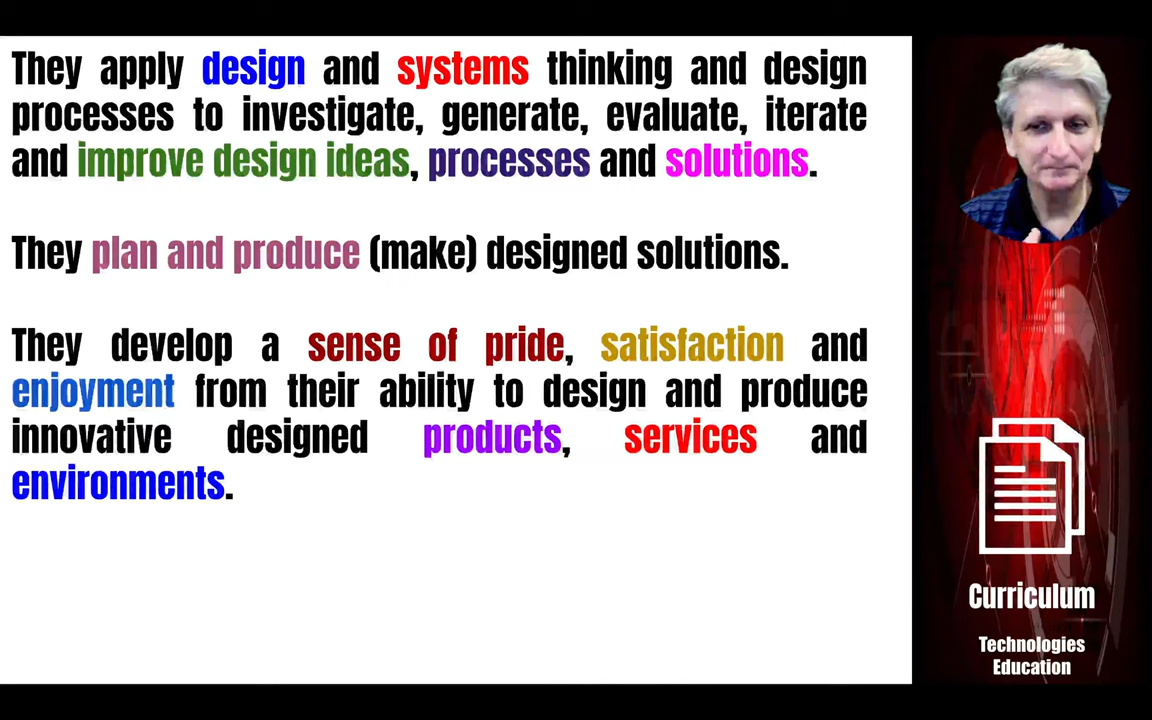 They apply design and systems thinking and design
processes to investigate, generate, evaluate, iterate
and improve design ideas, processes and solutions.
They plan and produce (make) designed solutions.
They develop a sense of pride, satisfaction and
enjoyment from their ability to design and produce
innovative designed products, services and
environments.
Curriculum
Technologies
Education